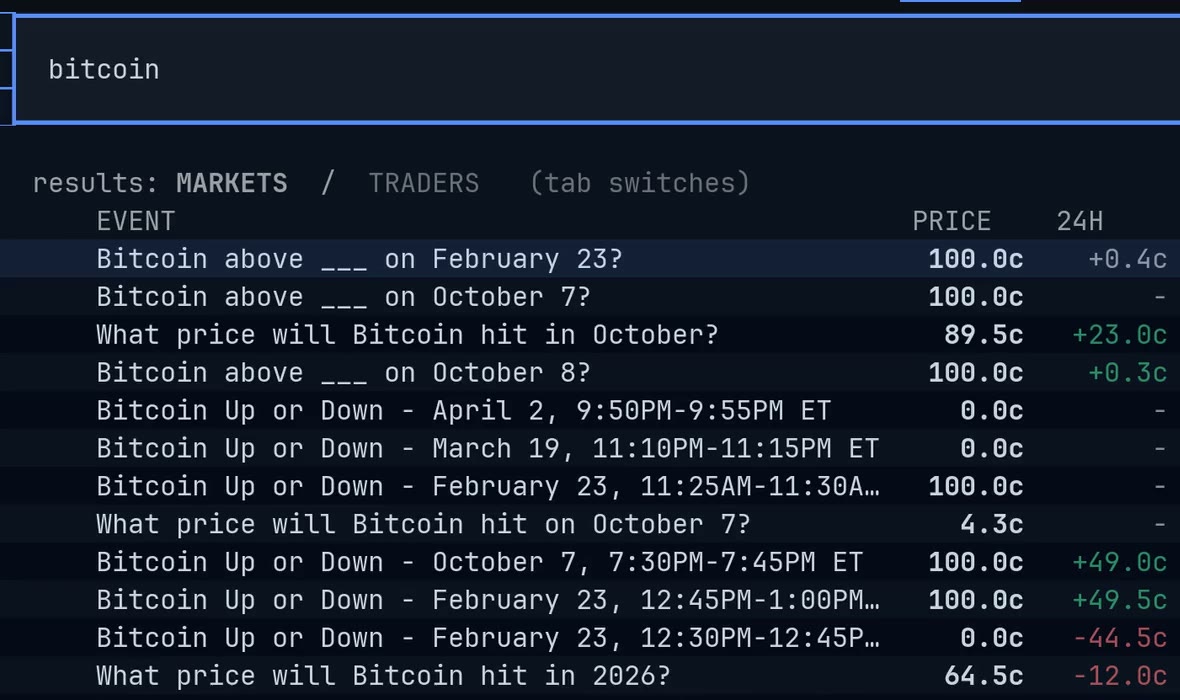 bitcoin
results: MARKETS / TRADERS (tab switches)
EVENT PRICE 24H
Bitcoin above ___ on February 23? 100.0c +0.4c
Bitcoin above ___ on October 7? 100.0c -
What price will Bitcoin hit in October? 89.5c +23.0c
Bitcoin above ___ on October 8? 100.0c +0.3c
Bitcoin Up or Down - April 2, 9:50PM-9:55PM ET 0.0c -
Bitcoin Up or Down - March 19, 11:10PM-11:15PM ET 0.0c -
Bitcoin Up or Down - February 23, 11:25AM-11:30A… 100.0c -
What price will Bitcoin hit on October 7? 4.3c -
Bitcoin Up or Down - October 7, 7:30PM-7:45PM ET 100.0c +49.0c
Bitcoin Up or Down - February 23, 12:45PM-1:00PM… 100.0c +49.5c
Bitcoin Up or Down - February 23, 12:30PM-12:45P… 0.0c -44.5c
What price will Bitcoin hit in 2026? 64.5c -12.0c